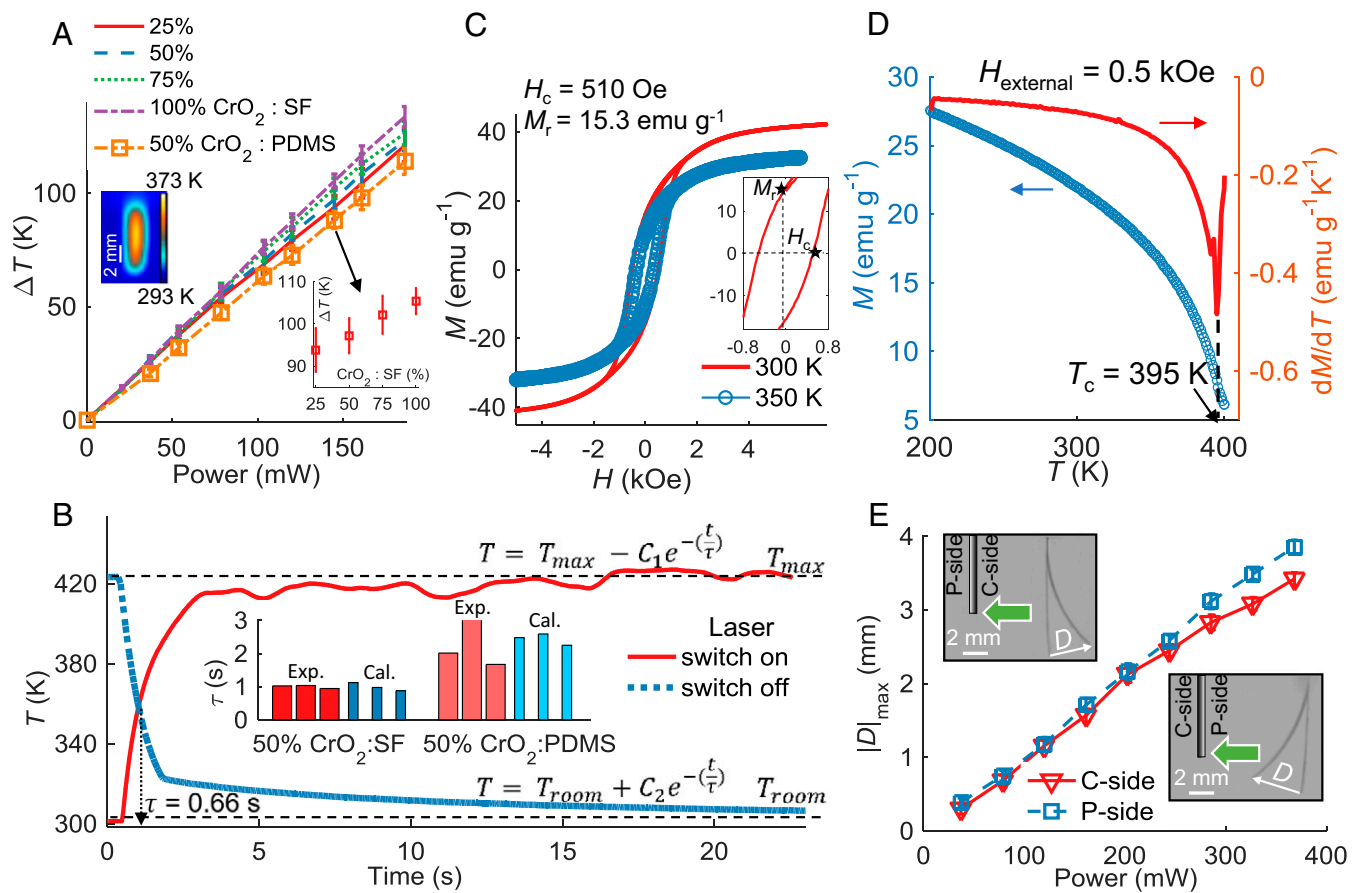 A
25%
50%
75%
100% CrO2 : SF
50% CrO2 : PDMS
100
50
0
ΔT (K)
373 K
2 mm
293 K
110
100
90
ΔT (K)
CrO2 : SF (%)
25 50 75 100
0 50 100 150
Power (mW)
C
Hc = 510 Oe
Mr = 15.3 emu g-1
40
20
0
-20
-40
M (emu g-1)
Mr
Hc
10
0
-10
-0.8 0 0.8
300 K
350 K
-4 -2 0 2 4
H (kOe)
D
Hexternal = 0.5 kOe
30
25
20
15
10
5
M (emu g-1)
0
-0.2
-0.4
-0.6
dM/dT (emu g-1K-1)
Tc = 395 K
200 300 400
T (K)
B
420
380
340
300
T (K)
T = Tmax − C1e^−(t/τ)
Tmax
Laser
switch on
switch off
3
2
1
0
τ (s)
Exp.
Cal.
Exp.
Cal.
50% CrO2:SF
50% CrO2:PDMS
T = Troom + C2e^−(t/τ)
Troom
τ = 0.66 s
0 5 10 15 20
Time (s)
E
4
3
2
1
0
|D|max (mm)
P-side
C-side
2 mm
D
C-side
P-side
2 mm
D
C-side
P-side
0 100 200 300 400
Power (mW)